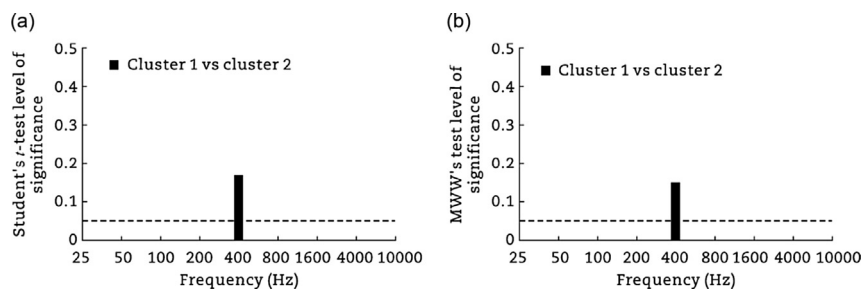 (a)
Student's t-test level of
significance
0.5
0.4
0.3
0.2
0.1
0
Cluster 1 vs cluster 2
25 50 100 200 400 800 1600 4000 10000
Frequency (Hz)
(b)
MWW's test level of
significance
0.5
0.4
0.3
0.2
0.1
0
Cluster 1 vs cluster 2
25 50 100 200 400 800 1600 4000 10000
Frequency (Hz)